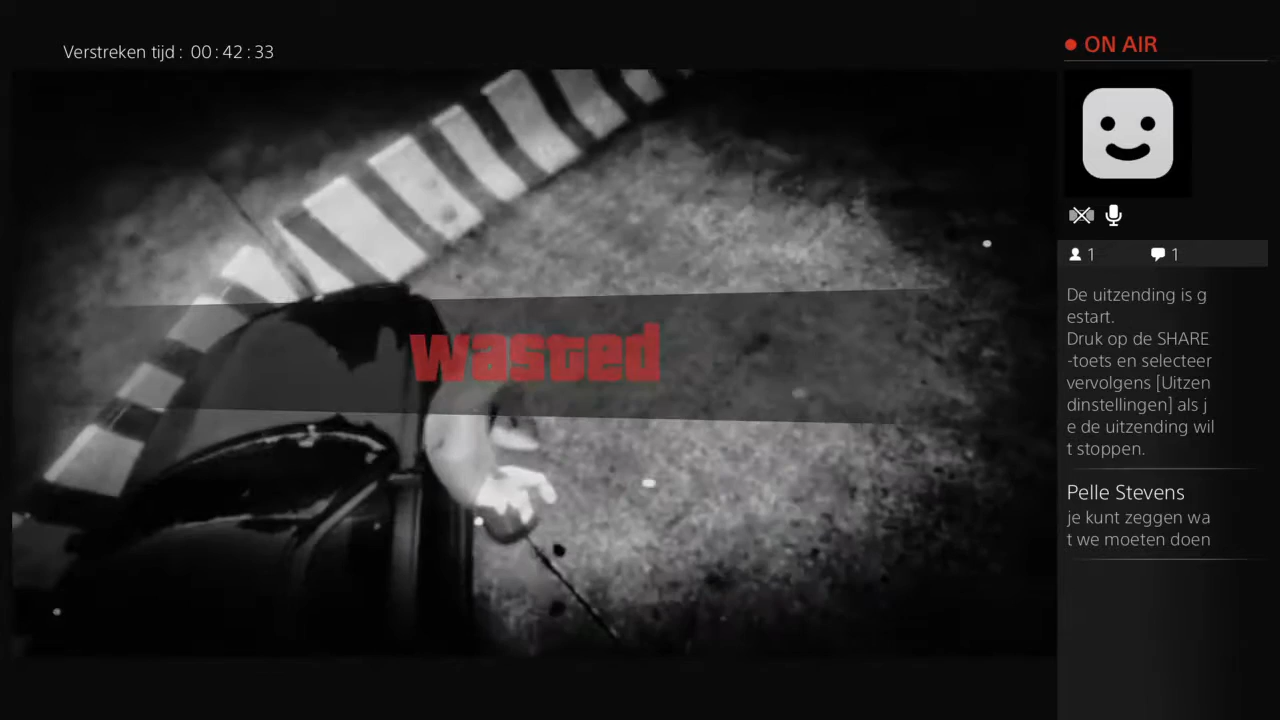 Verstreken tijd : 00 : 42 : 33
ON AIR
wasted
1 1
De uitzending is g
estart.
Druk op de SHARE
-toets en selecteer
vervolgens [Uitzen
dinstellingen] als j
e de uitzending wil
t stoppen.
Pelle Stevens
je kunt zeggen wa
t we moeten doen